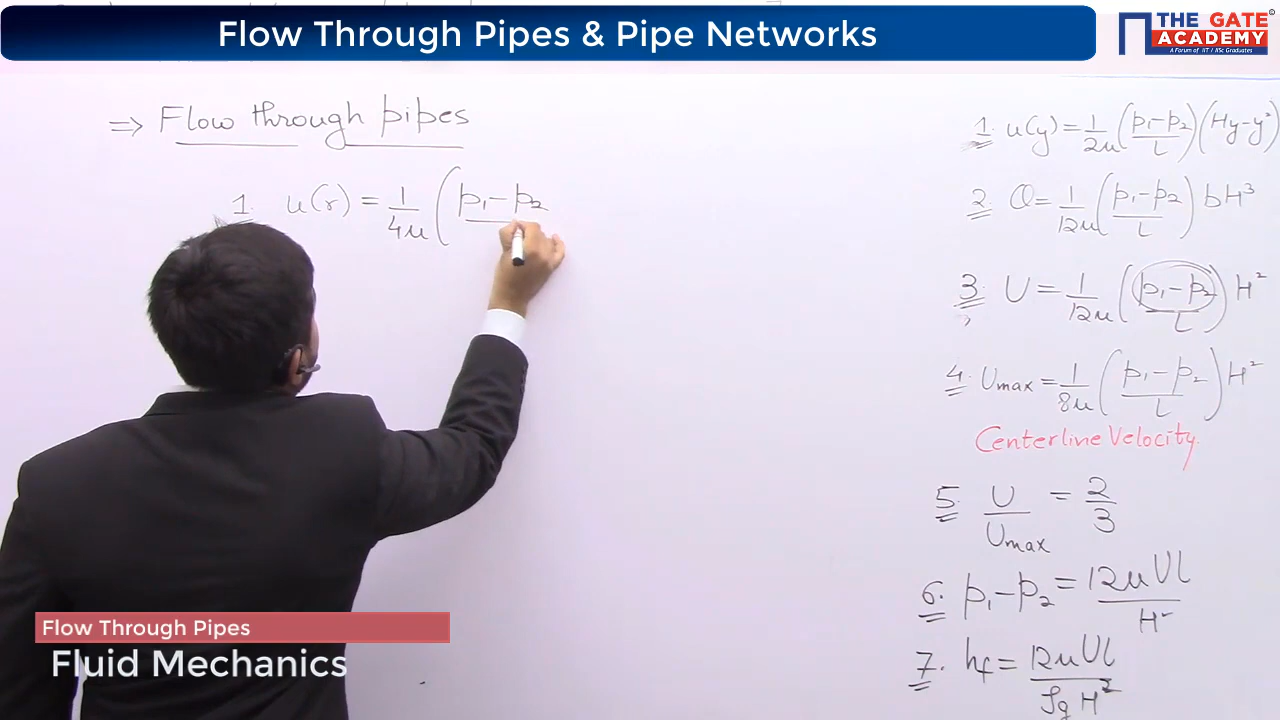 Flow Through Pipes & Pipe Networks
THE GATE ACADEMY
A Forum of IIT / IISc Graduates
⇒ Flow through pipes
1. u(r) = 1/4μ (p₁-p₂
1. u(y) = 1/2μ (p₁-p₂/L)(Hy-y²)
2. Q = 1/12μ (p₁-p₂/L) bH³
3. U = 1/12μ (p₁-p₂/L) H²
4. Umax = 1/8μ (p₁-p₂/L) H²
Centerline Velocity.
5. U/Umax = 2/3
6. p₁-p₂ = 12μUl/H²
7. hf = 12μUl/ρgH²
Flow Through Pipes
Fluid Mechanics